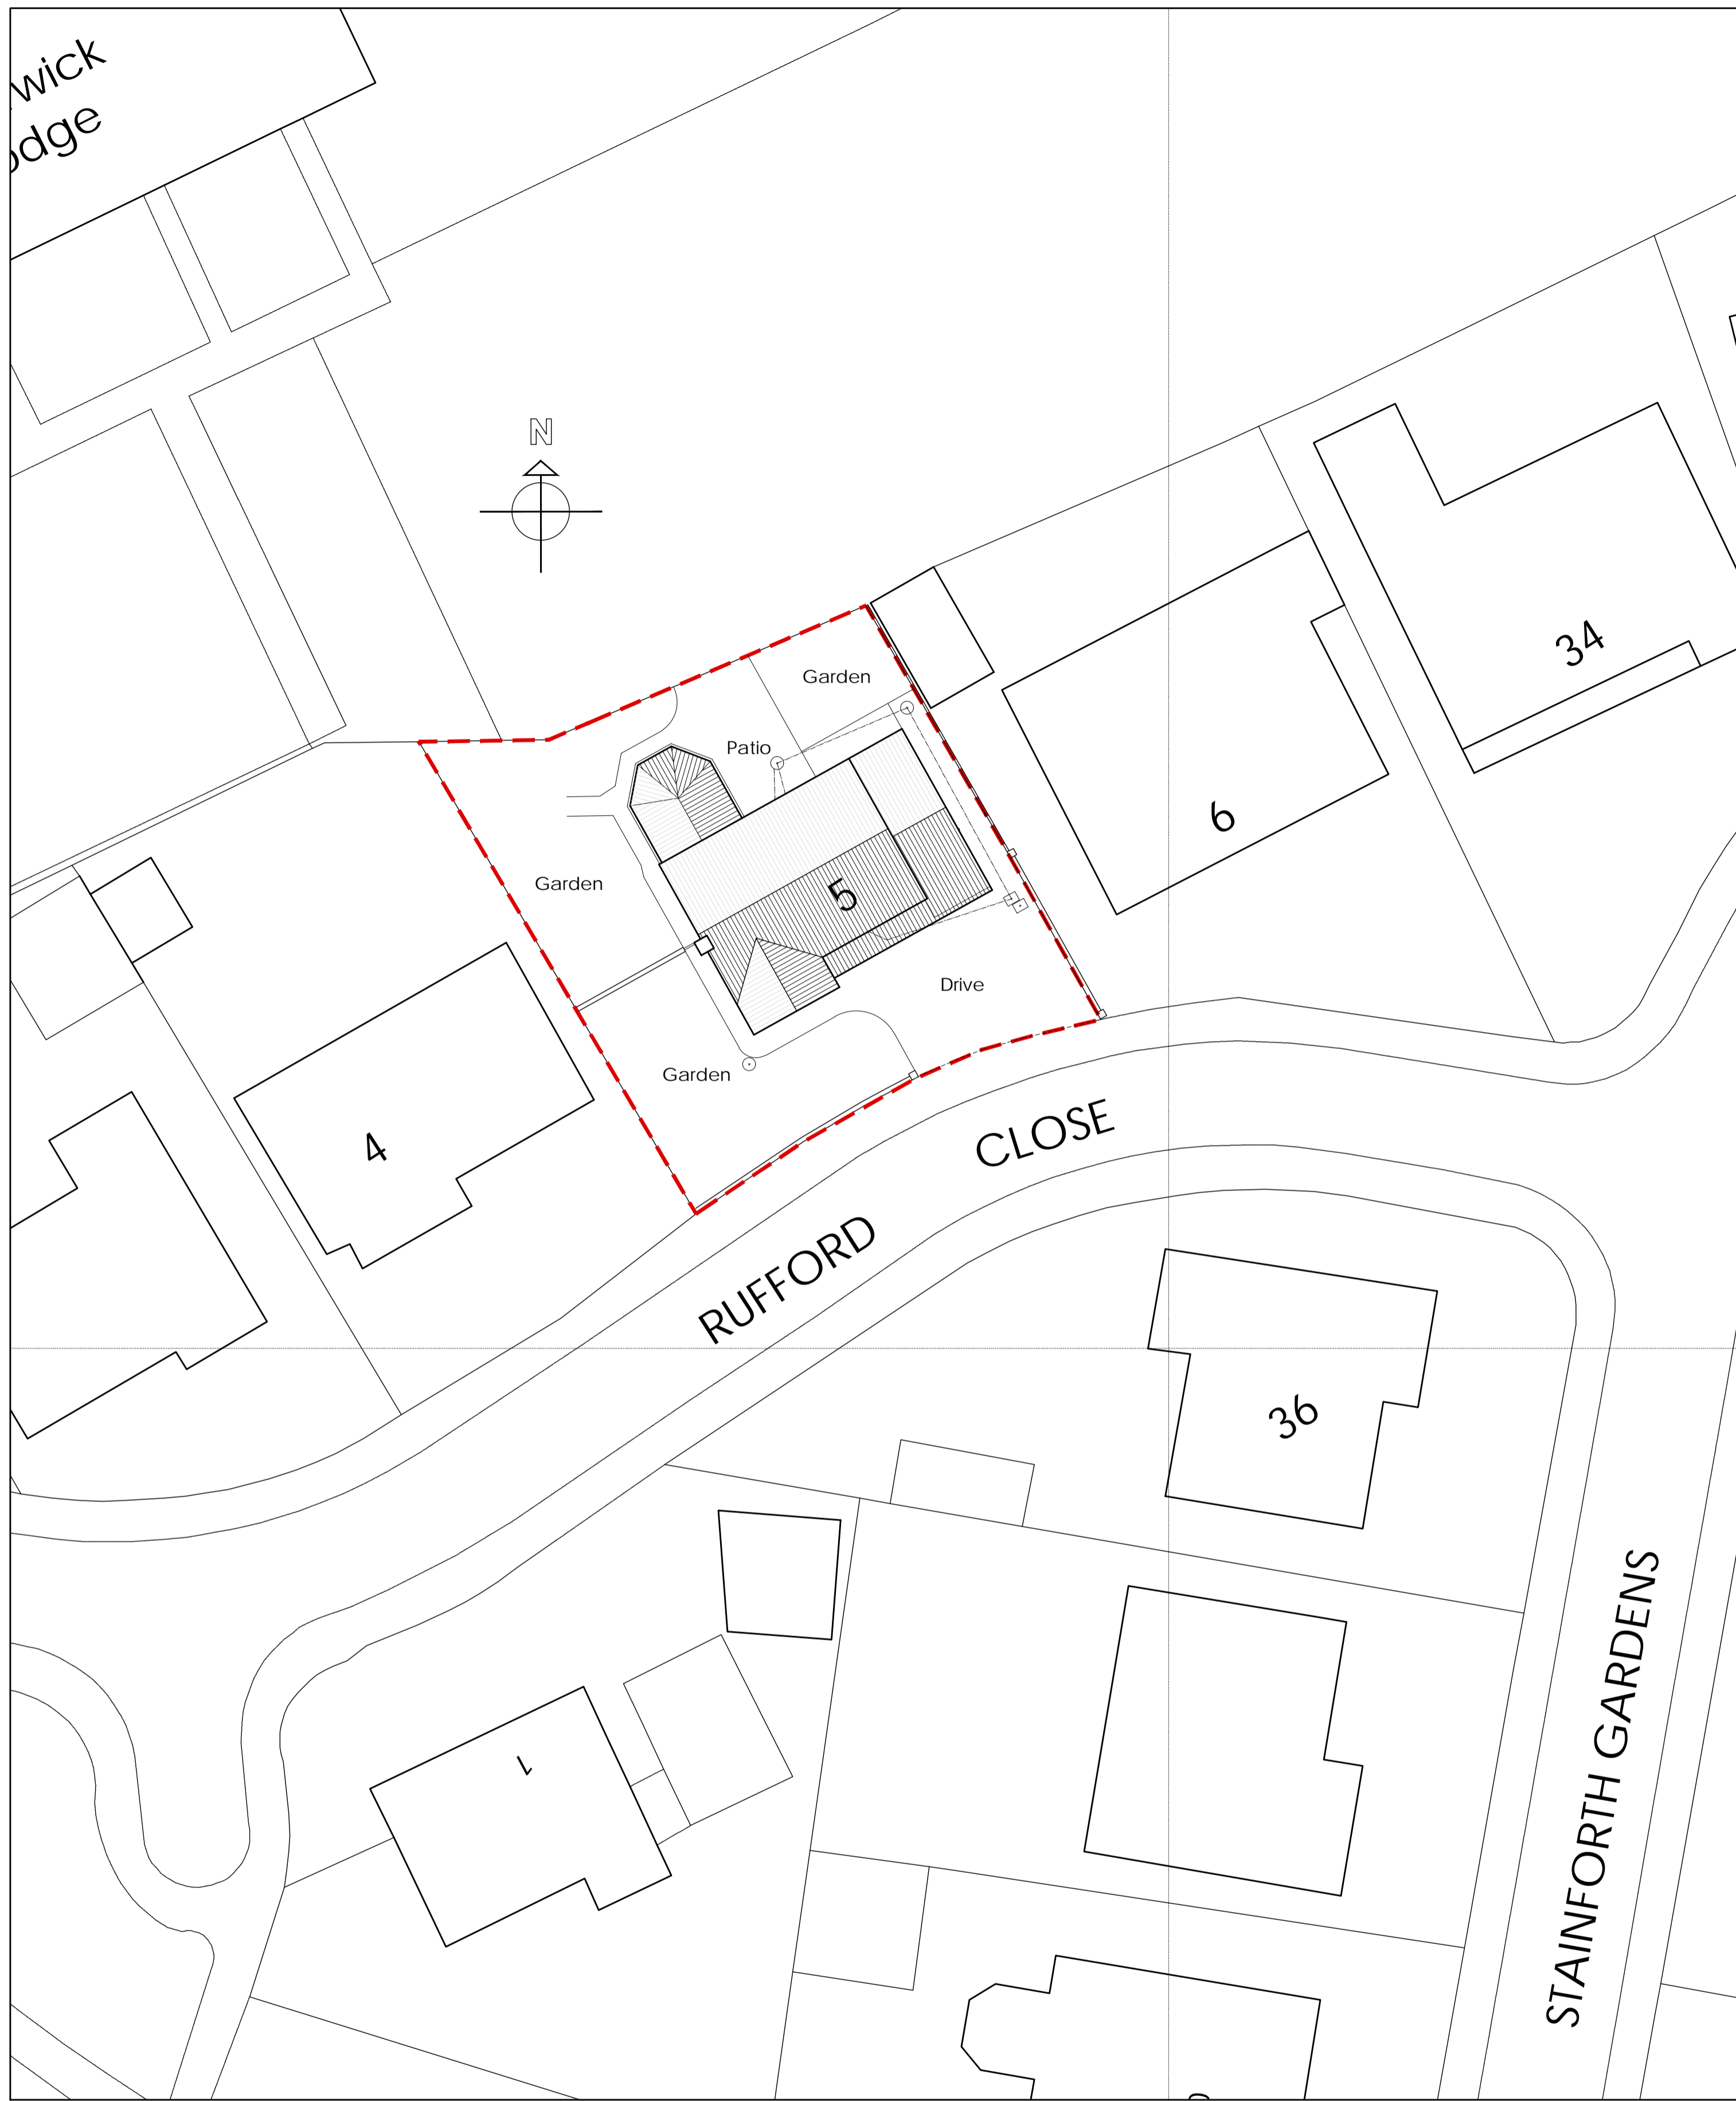 wick
odge
N
Garden
Patio
Garden
5
Drive
Garden
34
6
4
RUFFORD CLOSE
36
1
STAINFORTH GARDENS